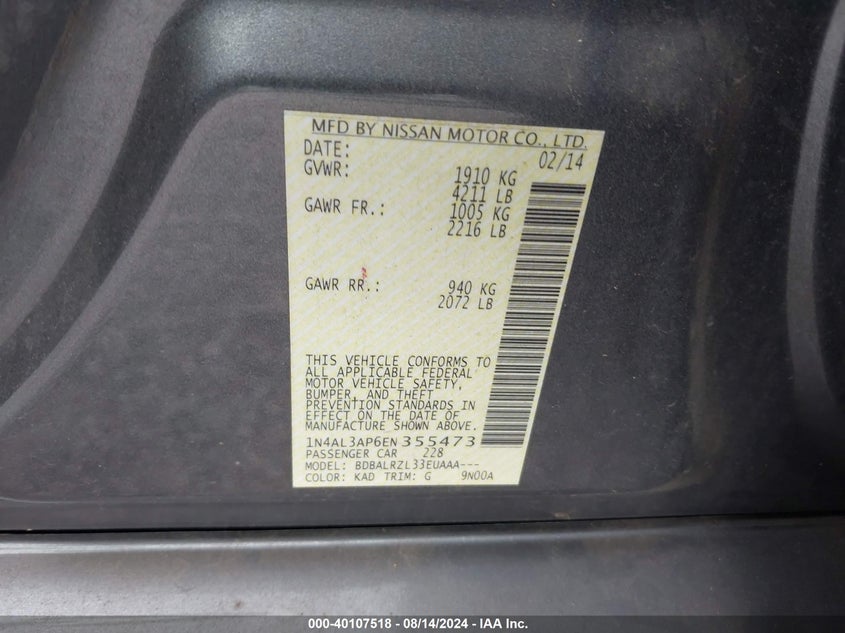 MFD BY NISSAN MOTOR CO., LTD.
DATE: 02/14
GVWR: 1910 KG
4211 LB
GAWR FR.: 1005 KG
2216 LB
GAWR RR.: 940 KG
2072 LB
THIS VEHICLE CONFORMS TO
ALL APPLICABLE FEDERAL
MOTOR VEHICLE SAFETY,
BUMPER, AND THEFT
PREVENTION STANDARDS IN
EFFECT ON THE DATE OF
MANUFACTURE SHOWN ABOVE.
1N4AL3AP6EN355473
PASSENGER CAR 228
MODEL: BDBALRZL33EUAAA---
COLOR: KAD TRIM: G 9N00A
000-40107518 - 08/14/2024 - IAA Inc.